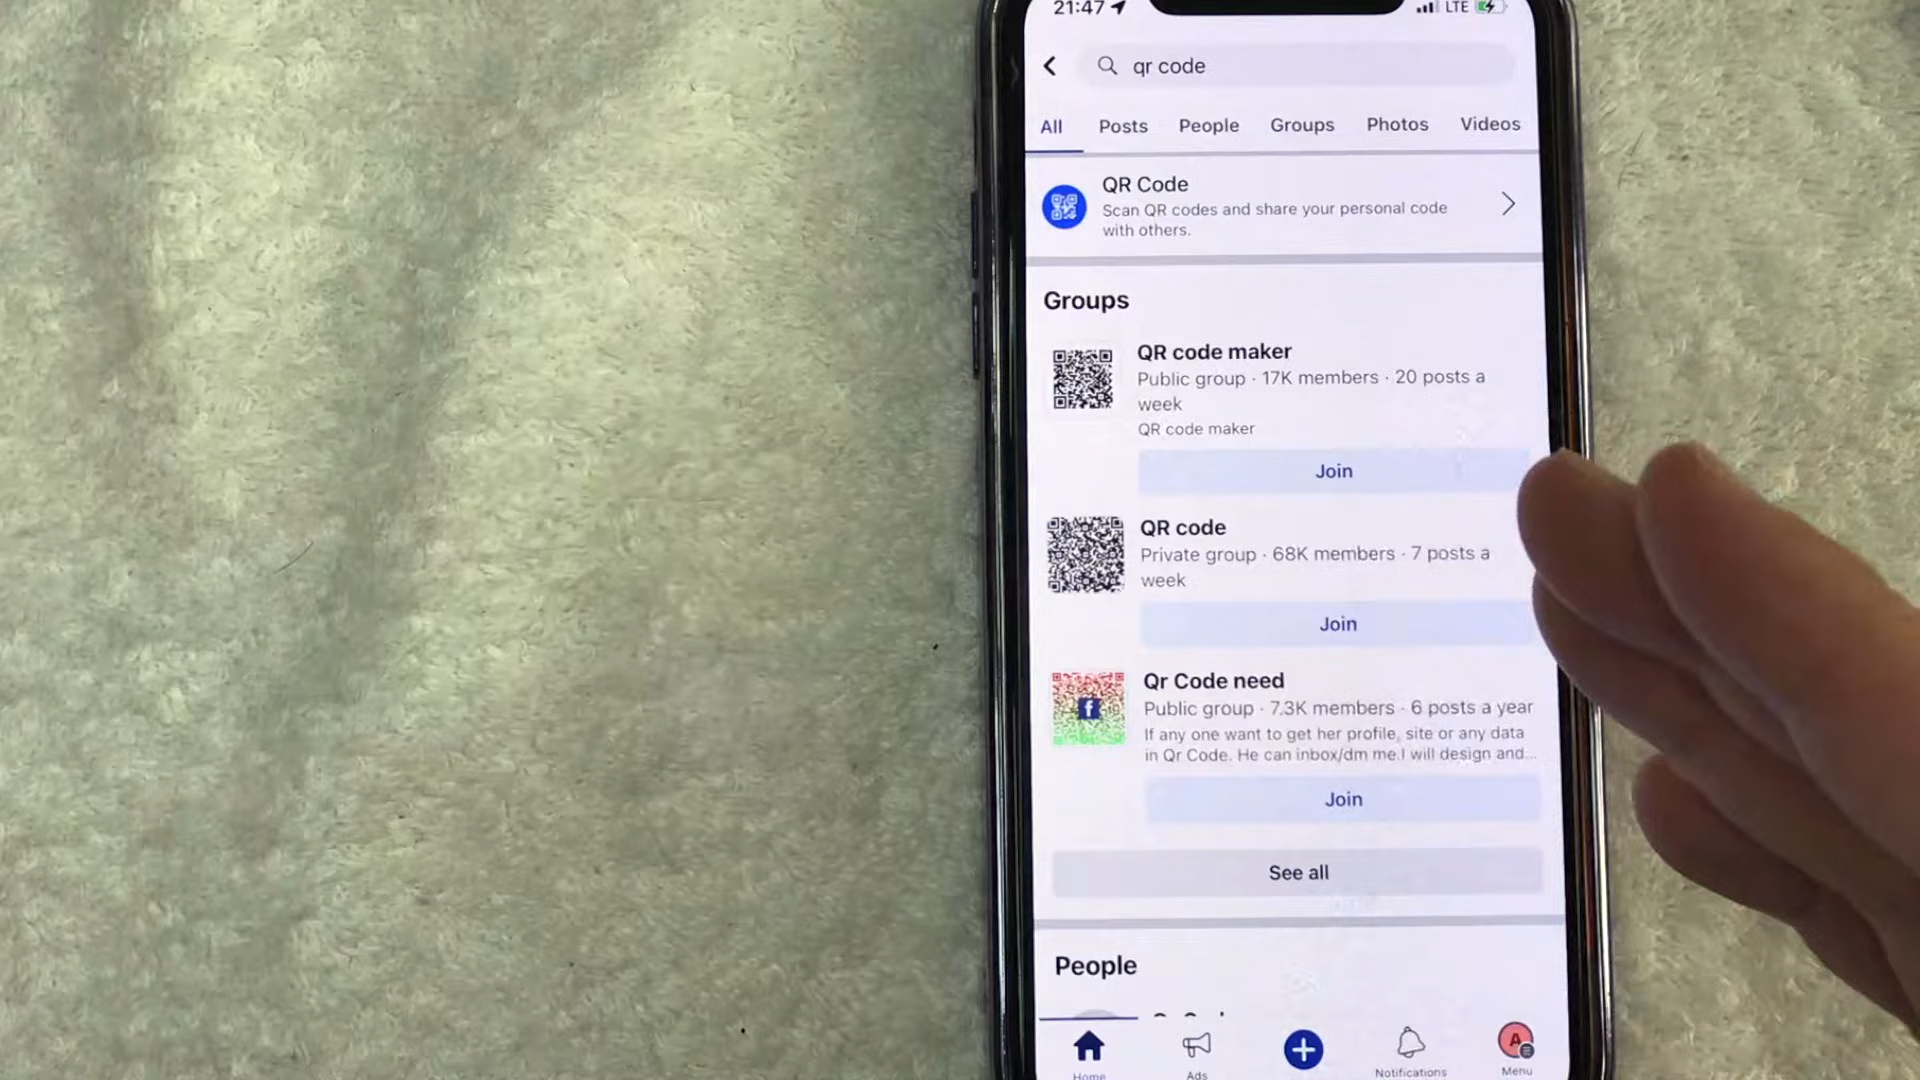 21:47
LTE
qr code
All Posts People Groups Photos Videos
QR Code
Scan QR codes and share your personal code
with others.
Groups
QR code maker
Public group · 17K members · 20 posts a
week
QR code maker
Join
QR code
Private group · 68K members · 7 posts a
week
Join
Qr Code need
Public group · 7.3K members · 6 posts a year
If any one want to get her profile, site or any data
in Qr Code. He can inbox/dm me.I will design and...
Join
See all
People
Home Ads Notifications Menu
A
f